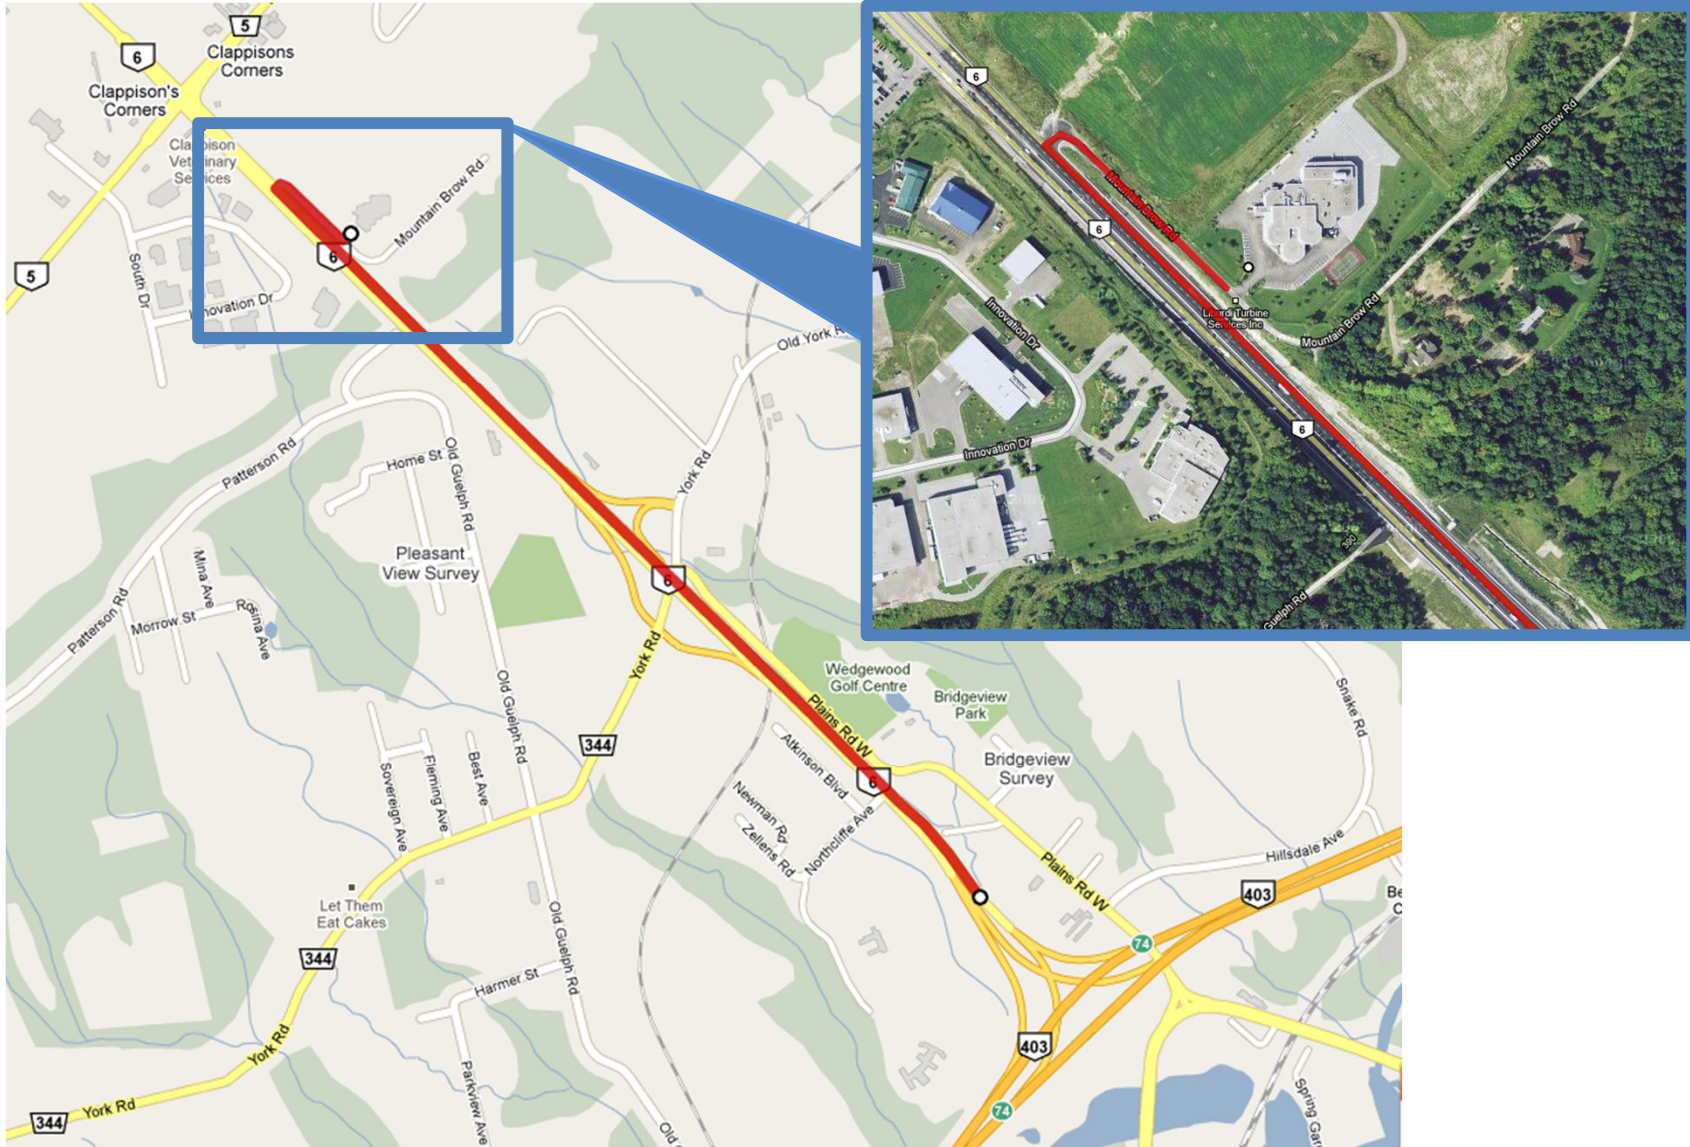 5
6
Clappisons
Corners
Clappison's
Corners
Clappison
Veterinary
Services
5
South Dr
Innovation Dr
6
Mountain Brow Rd
Old York R
Patterson Rd
Home St
Old Guelph Rd
York Rd
Pleasant
View Survey
6
Mina Ave
Morrow St
Rosina Ave
Patterson Rd
York Rd
Old Guelph Rd
344
Wedgewood
Golf Centre
Bridgeview
Park
Plains Rd W
Bridgeview
Survey
Snake Rd
Atkinson Blvd
6
Newman Rd
Zellens Rd
Northcliffe Ave
Sovereign Ave
Fleming Ave
Best Ave
Let Them
Eat Cakes
344
Old Guelph Rd
Harmer St
Plains Rd W
Hillsdale Ave
403
Be
C
74
403
74
York Rd
344
York Rd
Parkview Ave
Old G
Spring Gar
6
Mountain Brow Rd
6
Mountain Brow Rd
Innovation Dr
Liburdi Turbine
Services Inc
Mountain Brow Rd
6
Innovation Dr
Guelph Rd